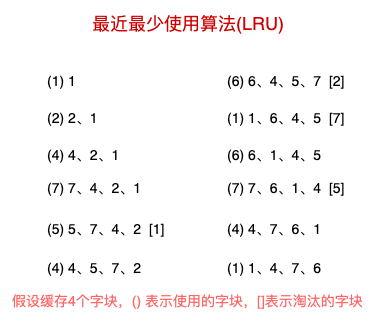 最近最少使用算法(LRU)
(1) 1
(2) 2、1
(4) 4、2、1
(7) 7、4、2、1
(5) 5、7、4、2 [1]
(4) 4、5、7、2
(6) 6、4、5、7 [2]
(1) 1、6、4、5 [7]
(6) 6、1、4、5
(7) 7、6、1、4 [5]
(4) 4、7、6、1
(1) 1、4、7、6
假设缓存4个字块，() 表示使用的字块，[]表示淘汰的字块